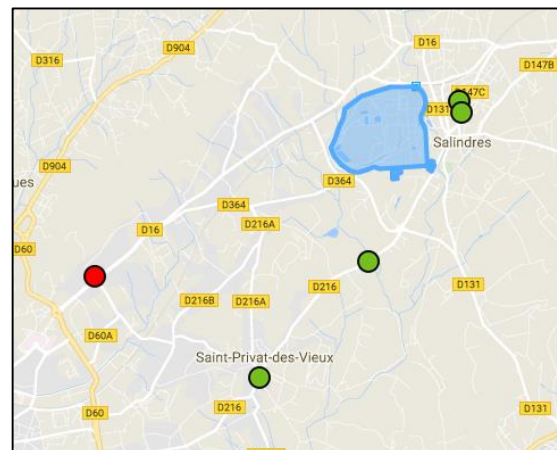 D904
D16
D316
D147B
D147C
D131
Salindres
D904
ues
D364
D364
D216A
D16
D60
D216
D131
D216B
D216A
D60A
Saint-Privat-des-Vieux
D60
D216
D131